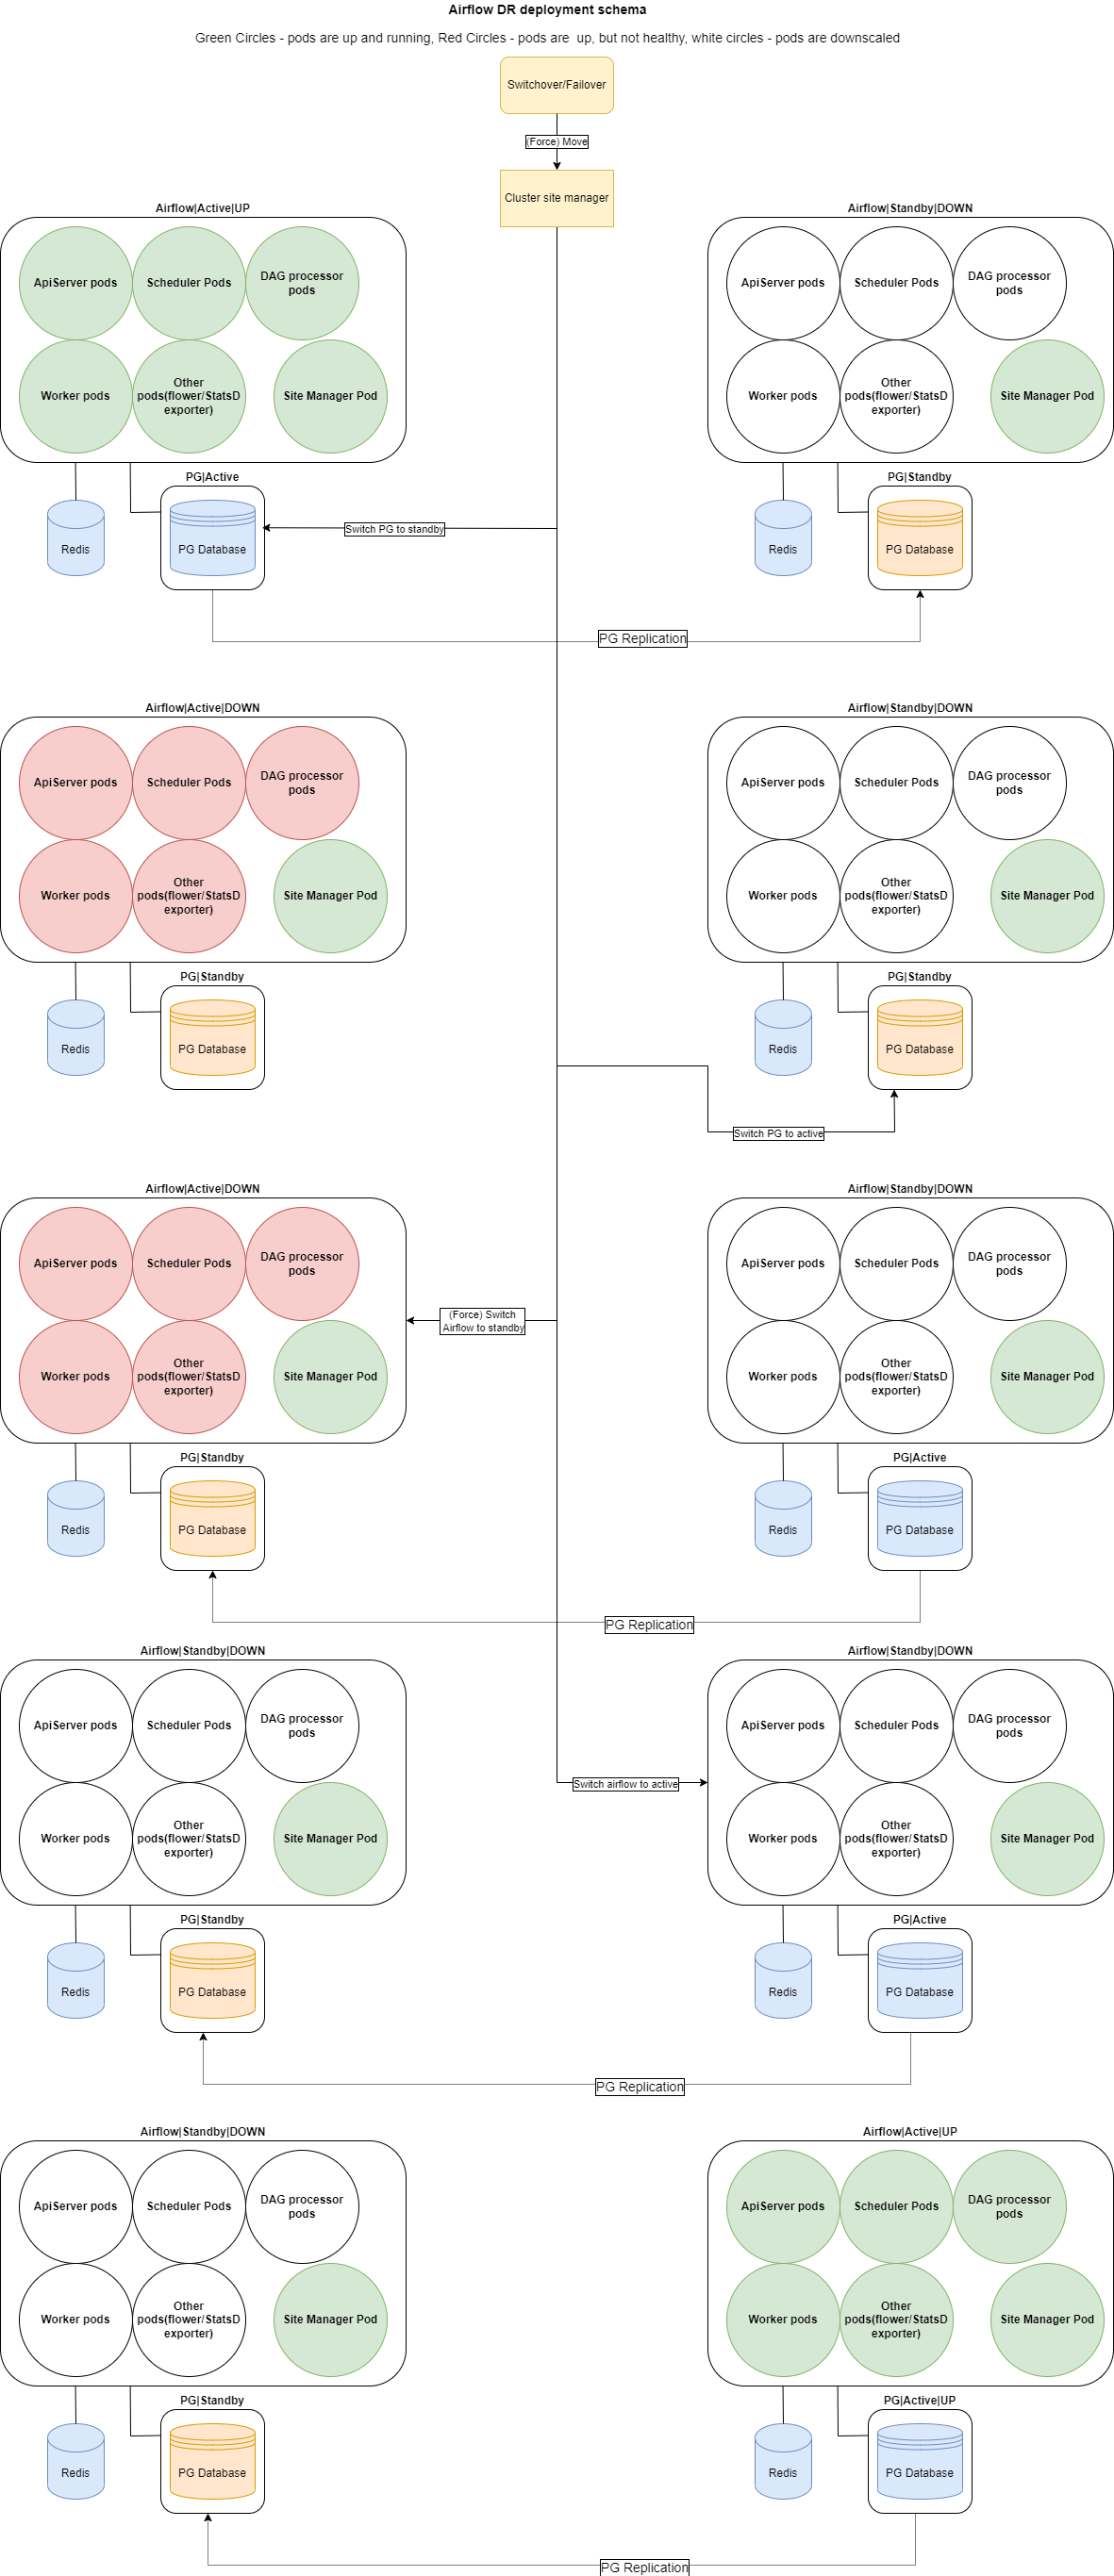 Airflow DR deployment schema
Green Circles - pods are up and running, Red Circles - pods are  up, but not healthy, white circles - pods are downscaled
Switchover/Failover
(Force) Move
Cluster site manager
Airflow|Active|UP
ApiServer pods
Scheduler Pods
DAG processor
pods
Worker pods
Other
pods(flower/StatsD
exporter)
Site Manager Pod
PG|Active
Redis
PG Database
Airflow|Standby|DOWN
ApiServer pods
Scheduler Pods
DAG processor
pods
Worker pods
Other
pods(flower/StatsD
exporter)
Site Manager Pod
PG|Standby
Redis
PG Database
Switch PG to standby
PG Replication
Airflow|Active|DOWN
ApiServer pods
Scheduler Pods
DAG processor
pods
Worker pods
Other
pods(flower/StatsD
exporter)
Site Manager Pod
PG|Standby
Redis
PG Database
Airflow|Standby|DOWN
ApiServer pods
Scheduler Pods
DAG processor
pods
Worker pods
Other
pods(flower/StatsD
exporter)
Site Manager Pod
PG|Standby
Redis
PG Database
Switch PG to active
Airflow|Active|DOWN
ApiServer pods
Scheduler Pods
DAG processor
pods
Worker pods
Other
pods(flower/StatsD
exporter)
Site Manager Pod
PG|Standby
Redis
PG Database
(Force) Switch
Airflow to standby
Airflow|Standby|DOWN
ApiServer pods
Scheduler Pods
DAG processor
pods
Worker pods
Other
pods(flower/StatsD
exporter)
Site Manager Pod
PG|Active
Redis
PG Database
PG Replication
Airflow|Standby|DOWN
ApiServer pods
Scheduler Pods
DAG processor
pods
Worker pods
Other
pods(flower/StatsD
exporter)
Site Manager Pod
PG|Standby
Redis
PG Database
Switch airflow to active
Airflow|Standby|DOWN
ApiServer pods
Scheduler Pods
DAG processor
pods
Worker pods
Other
pods(flower/StatsD
exporter)
Site Manager Pod
PG|Active
Redis
PG Database
PG Replication
Airflow|Standby|DOWN
ApiServer pods
Scheduler Pods
DAG processor
pods
Worker pods
Other
pods(flower/StatsD
exporter)
Site Manager Pod
PG|Standby
Redis
PG Database
Airflow|Active|UP
ApiServer pods
Scheduler Pods
DAG processor
pods
Worker pods
Other
pods(flower/StatsD
exporter)
Site Manager Pod
PG|Active|UP
Redis
PG Database
PG Replication